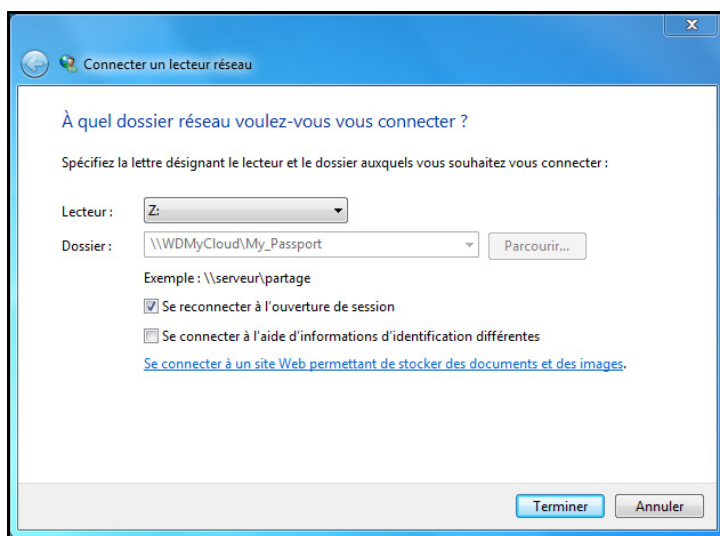 Connecter un lecteur réseau
À quel dossier réseau voulez-vous vous connecter ?
Spécifiez la lettre désignant le lecteur et le dossier auxquels vous souhaitez vous connecter :
Lecteur : Z:
Dossier : \\WDMyCloud\My_Passport Parcourir...
Exemple : \\serveur\partage
Se reconnecter à l'ouverture de session
Se connecter à l'aide d'informations d'identification différentes
Se connecter à un site Web permettant de stocker des documents et des images.
Terminer Annuler